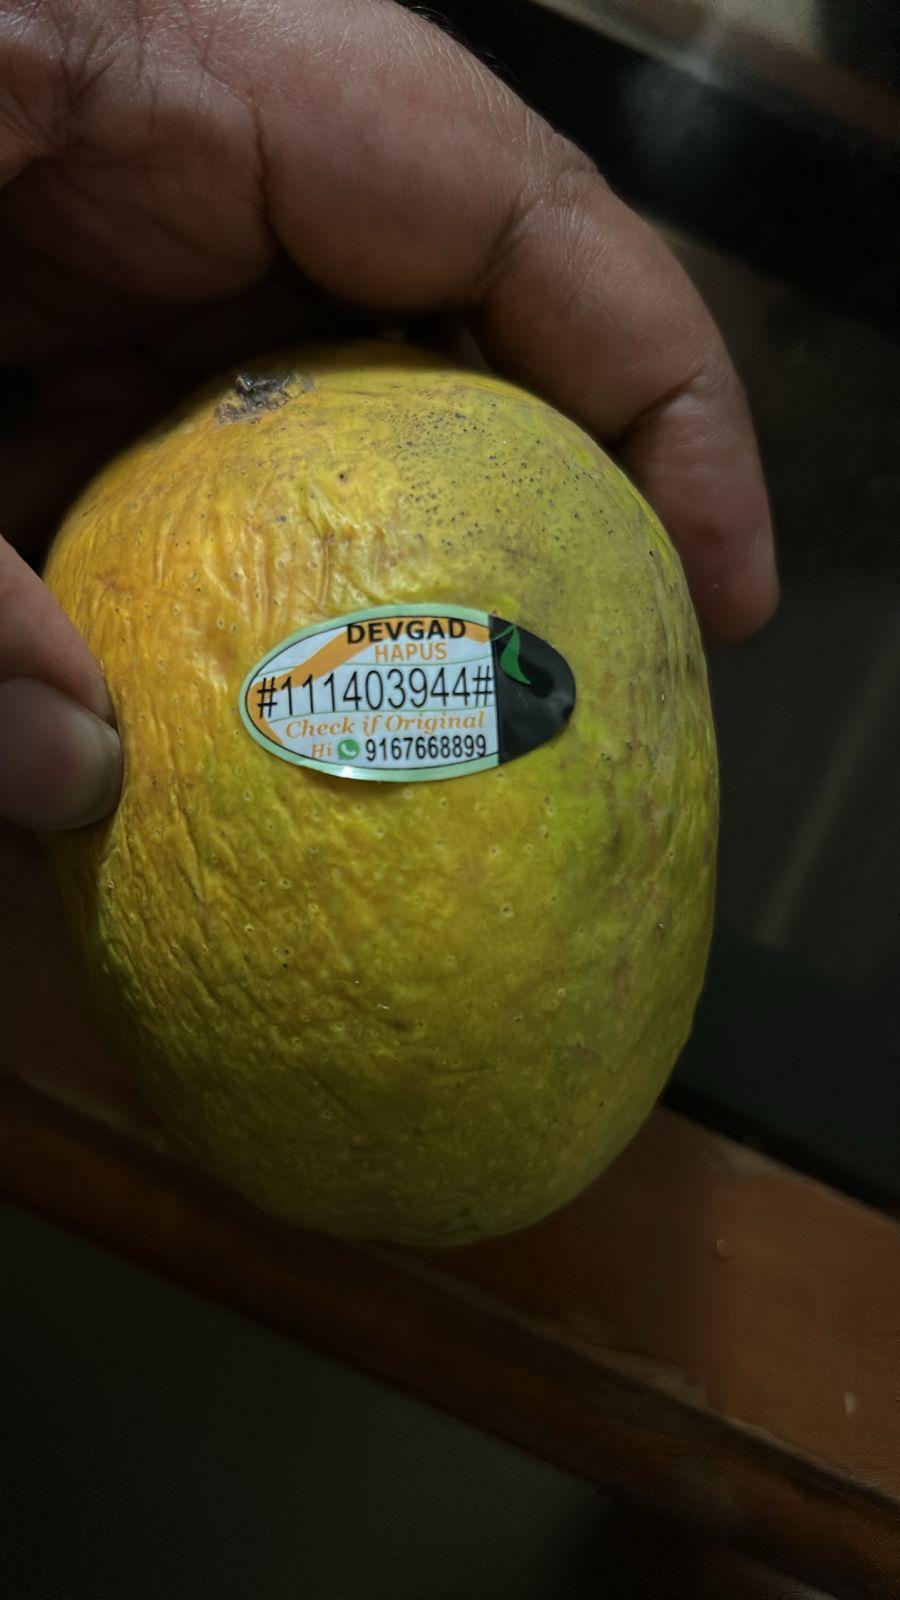 DEVGAD
HAPUS
#111403944#
Check if Original
Hi 9167668899